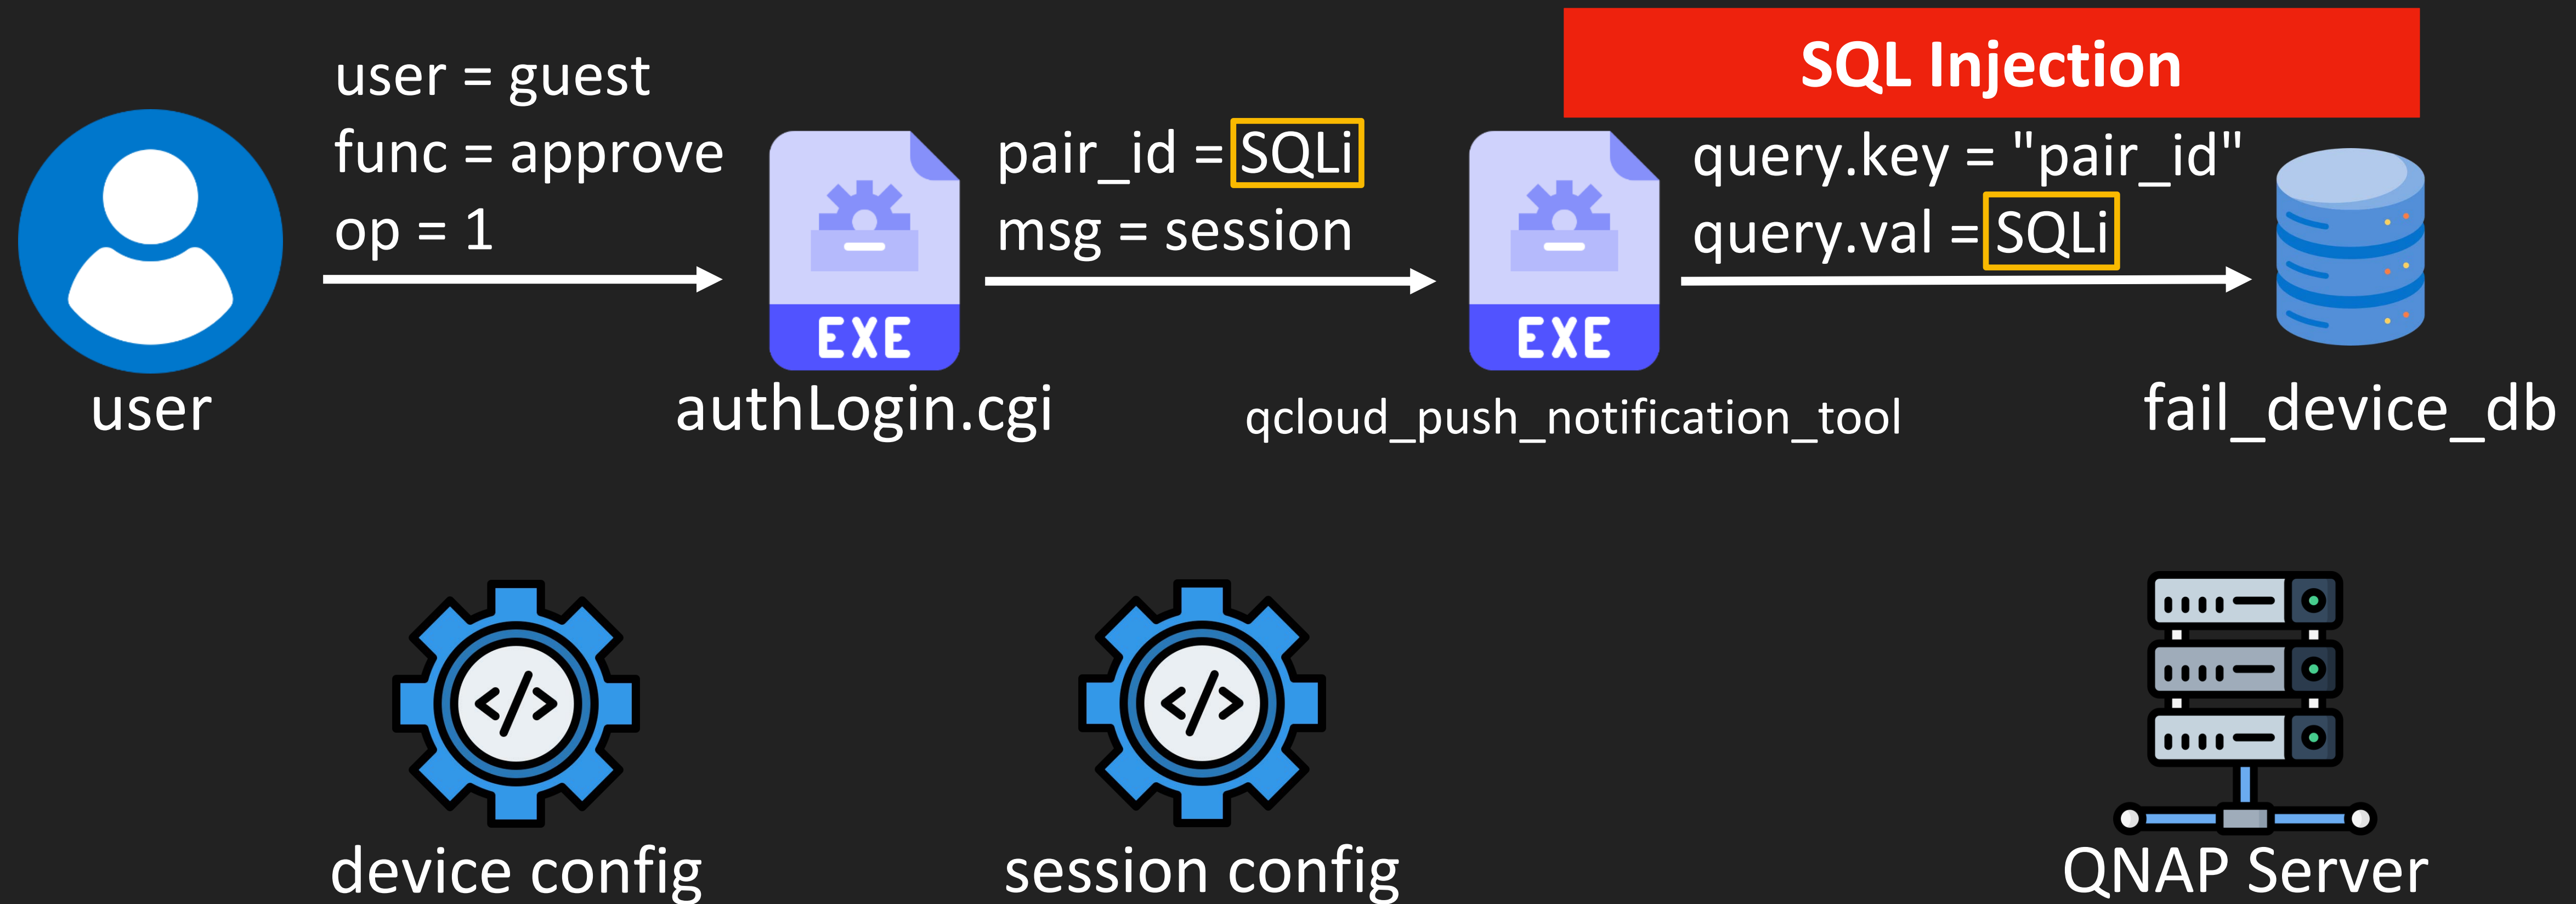 SQL Injection
user = guest
func = approve
op = 1
pair_id = SQLi
msg = session
query.key = "pair_id"
query.val = SQLi
EXE
EXE
user
authLogin.cgi
qcloud_push_notification_tool
fail_device_db
device config
session config
QNAP Server